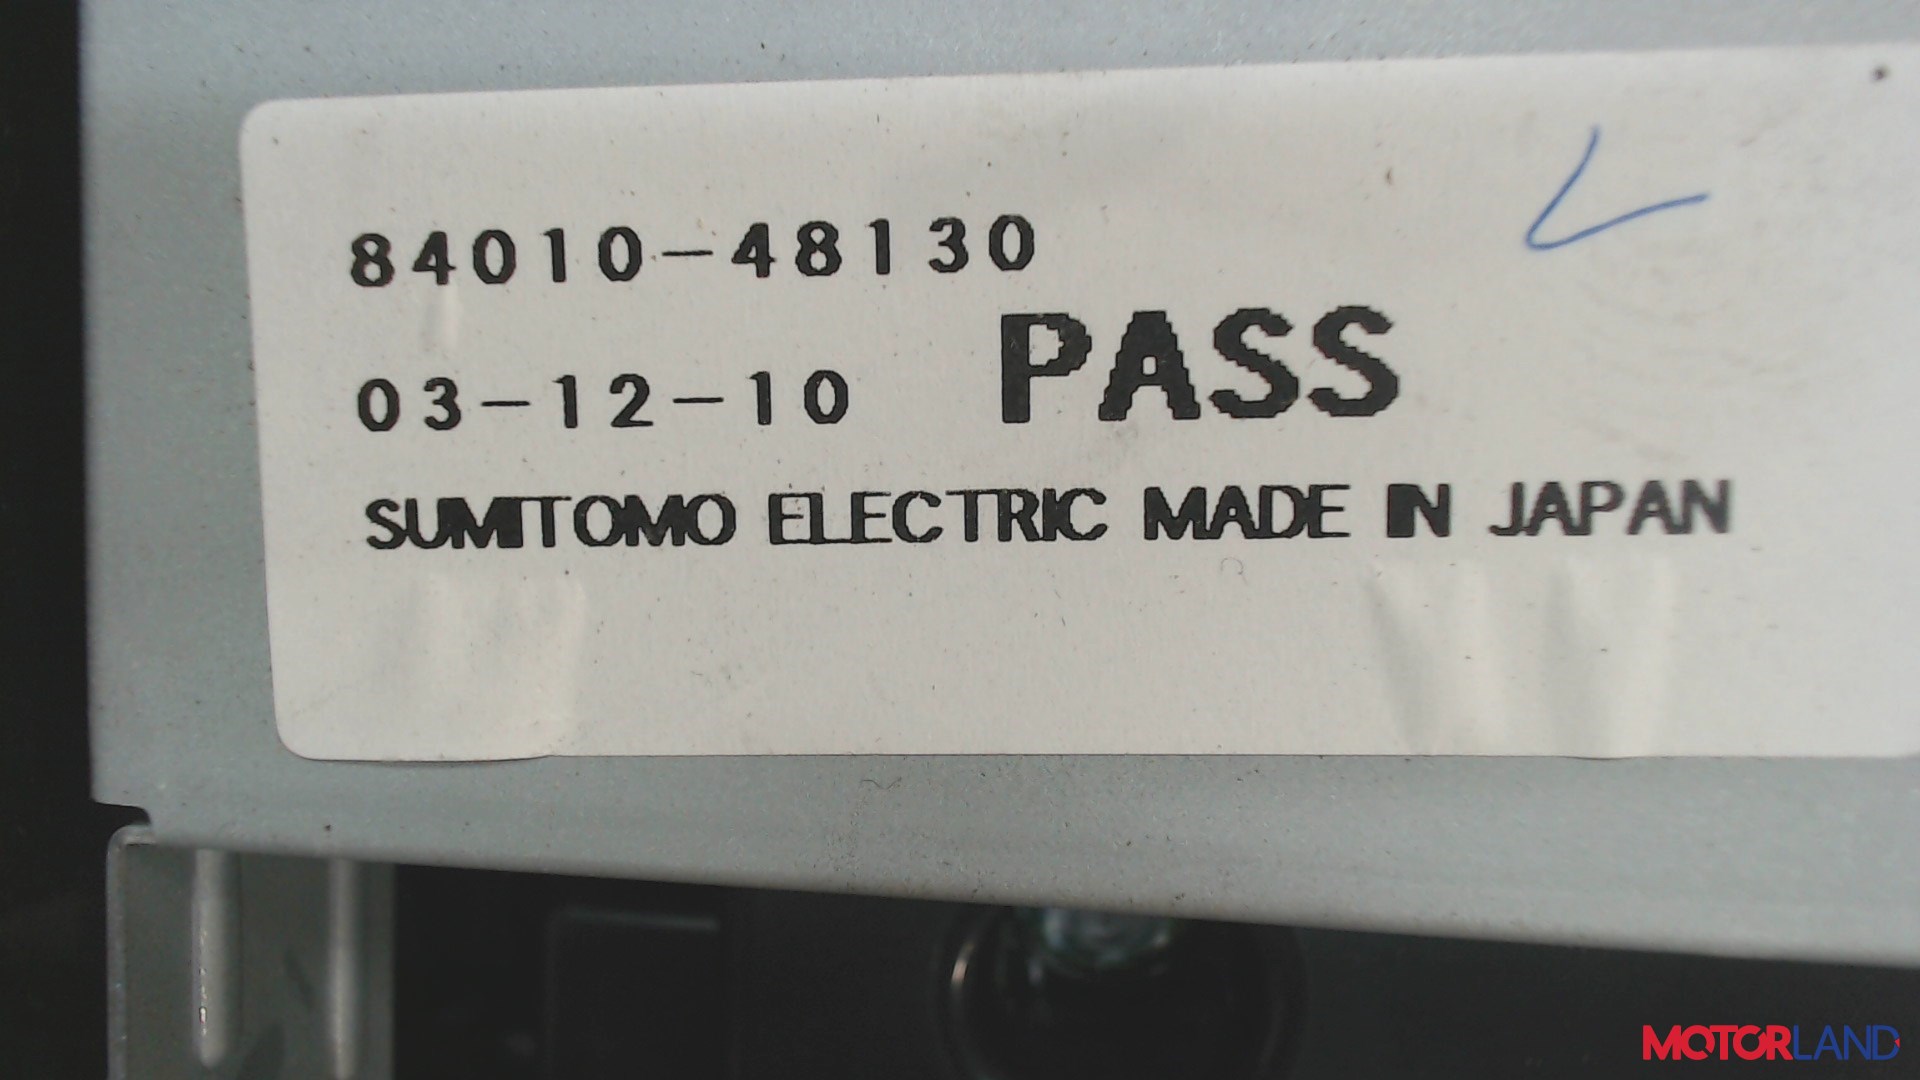 84010-48130
03-12-10 PASS
SUMITOMO ELECTRIC MADE IN JAPAN
MOTORLAND